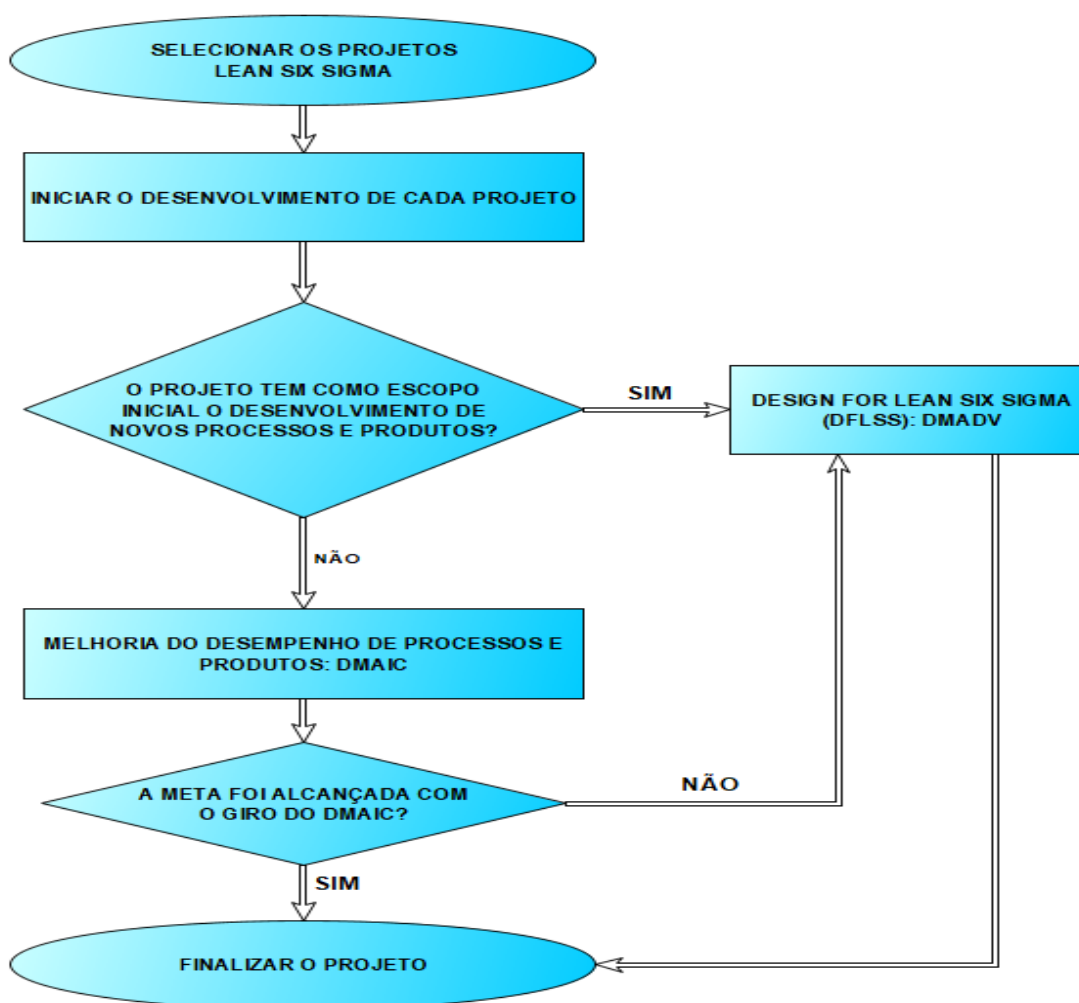 SELECIONAR OS PROJETOS
LEAN SIX SIGMA
INICIAR O DESENVOLVIMENTO DE CADA PROJETO
O PROJETO TEM COMO ESCOPO
INICIAL O DESENVOLVIMENTO DE
NOVOS PROCESSOS E PRODUTOS?
SIM
DESIGN FOR LEAN SIX SIGMA
(DFLSS): DMADV
NÃO
MELHORIA DO DESEMPENHO DE PROCESSOS E
PRODUTOS: DMAIC
A META FOI ALCANÇADA COM
O GIRO DO DMAIC?
NÃO
SIM
FINALIZAR O PROJETO